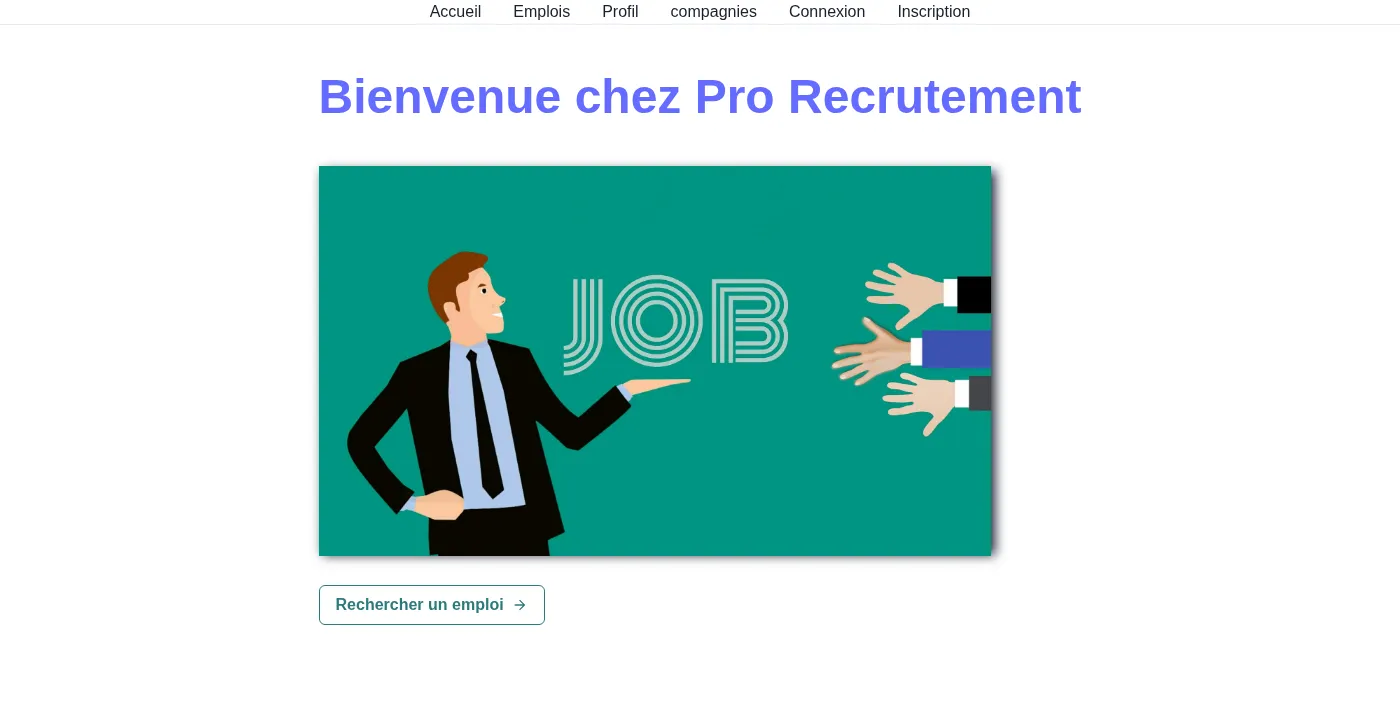 Accueil Emplois Profil compagnies Connexion Inscription
Bienvenue chez Pro Recrutement
JOB
Rechercher un emploi →